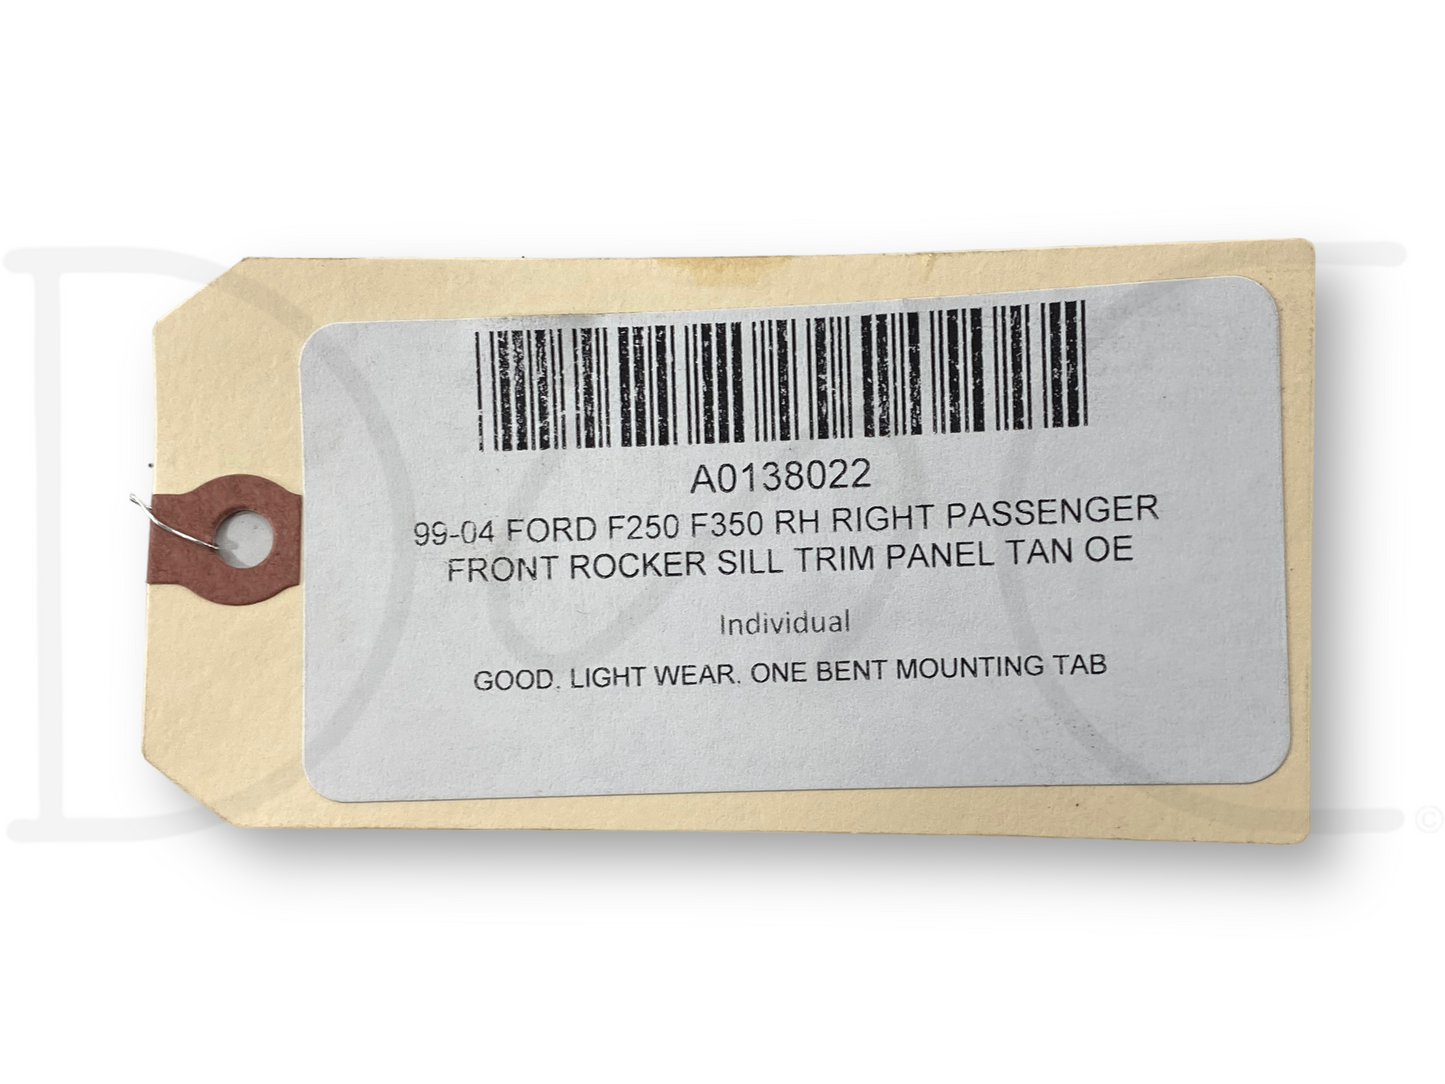 A0138022
99-04 FORD F250 F350 RH RIGHT PASSENGER
FRONT ROCKER SILL TRIM PANEL TAN OE
Individual
GOOD. LIGHT WEAR. ONE BENT MOUNTING TAB
©